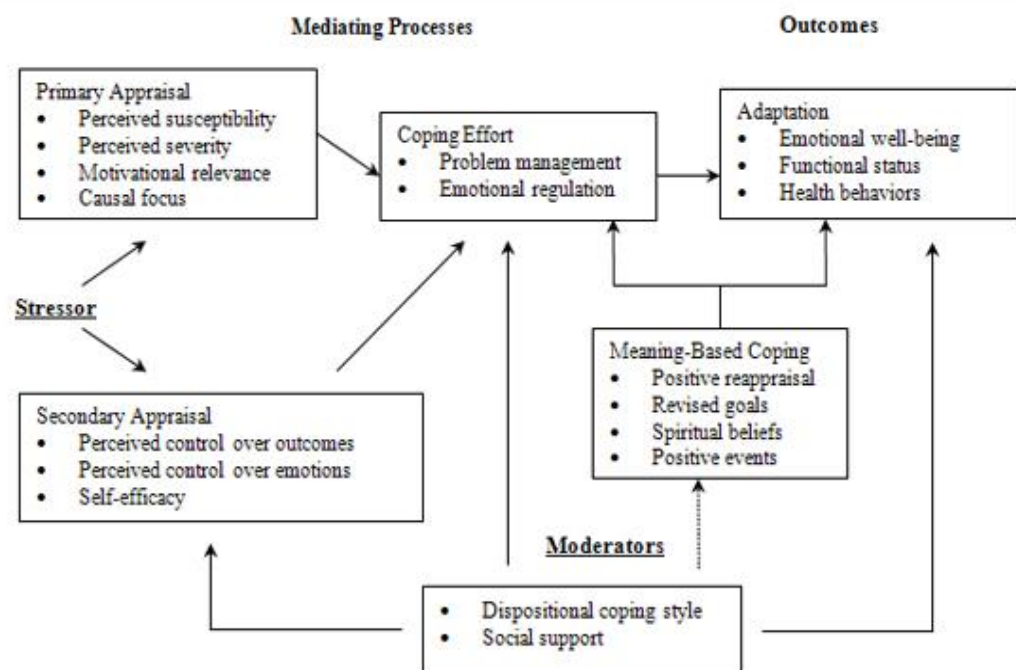 Mediating Processes
Outcomes
Primary Appraisal
• Perceived susceptibility
• Perceived severity
• Motivational relevance
• Causal focus
Coping Effort
• Problem management
• Emotional regulation
Adaptation
• Emotional well-being
• Functional status
• Health behaviors
Stressor
Meaning-Based Coping
• Positive reappraisal
• Revised goals
• Spiritual beliefs
• Positive events
Secondary Appraisal
• Perceived control over outcomes
• Perceived control over emotions
• Self-efficacy
Moderators
• Dispositional coping style
• Social support